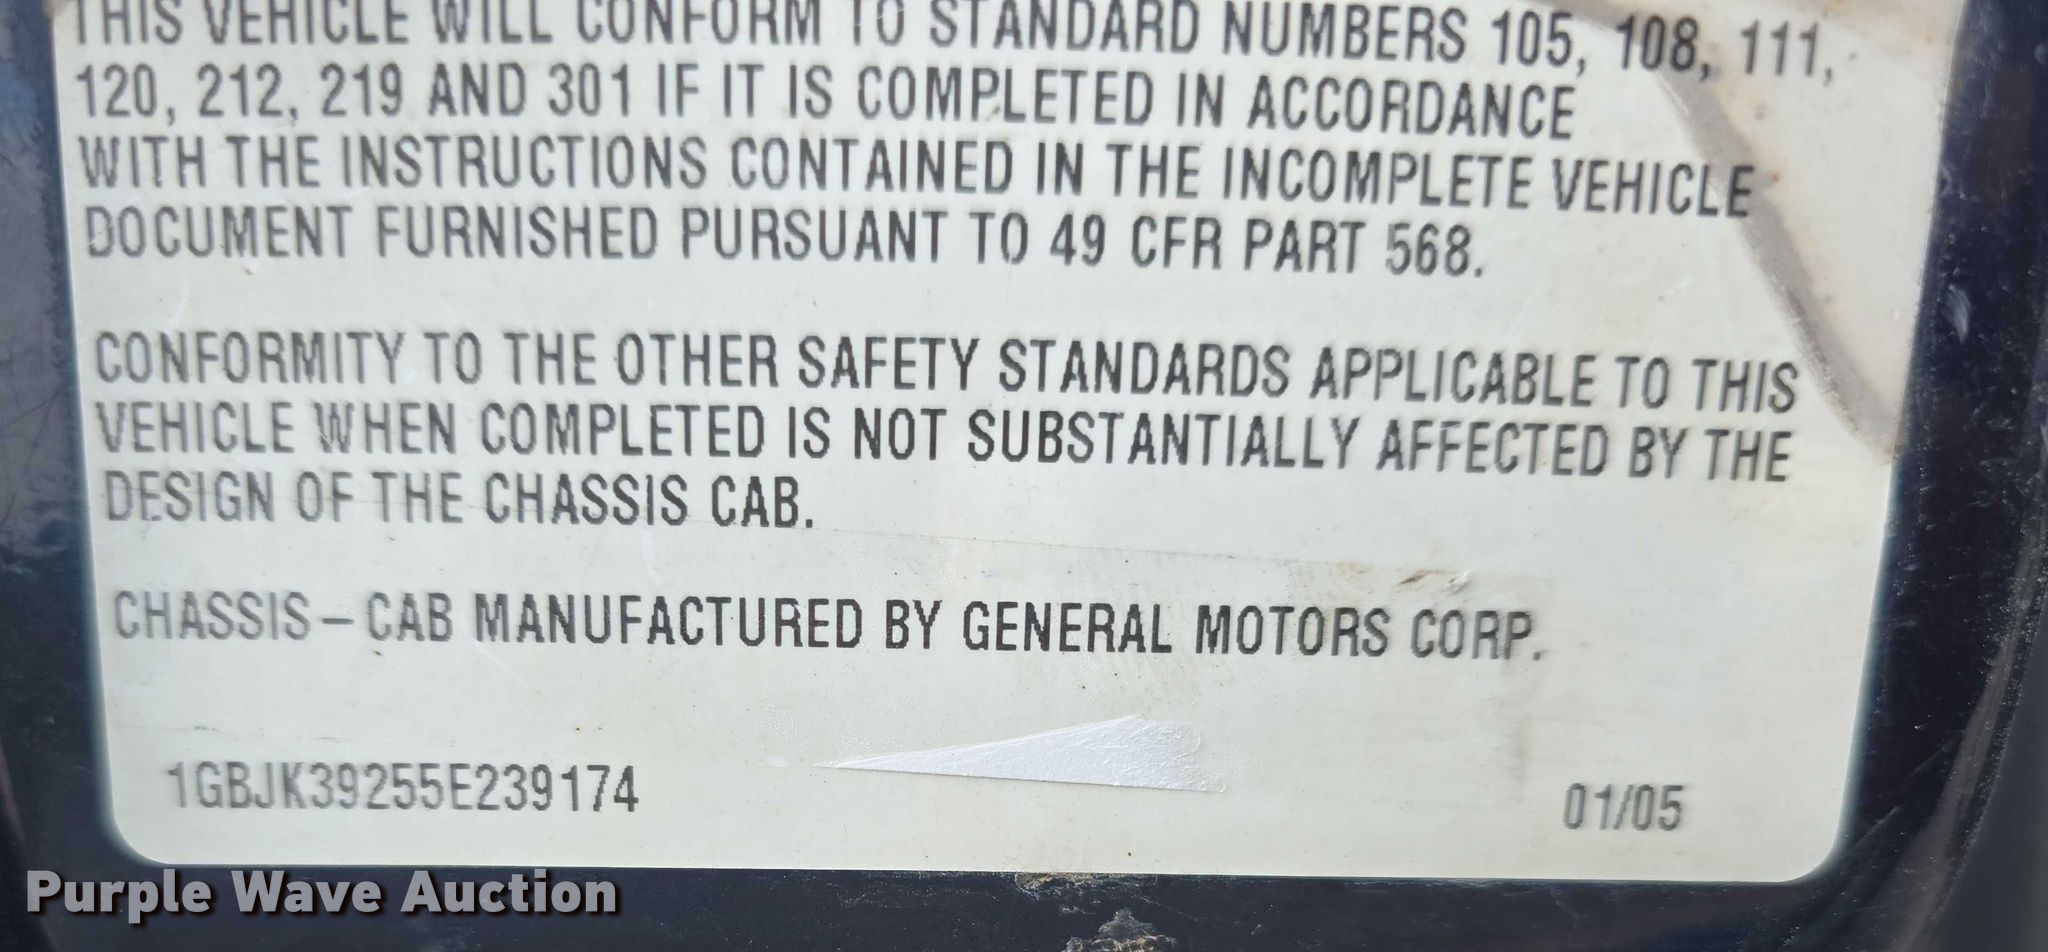 THIS VEHICLE WILL CONFORM TO STANDARD NUMBERS 105, 108, 111,
120, 212, 219 AND 301 IF IT IS COMPLETED IN ACCORDANCE
WITH THE INSTRUCTIONS CONTAINED IN THE INCOMPLETE VEHICLE
DOCUMENT FURNISHED PURSUANT TO 49 CFR PART 568.
CONFORMITY TO THE OTHER SAFETY STANDARDS APPLICABLE TO THIS
VEHICLE WHEN COMPLETED IS NOT SUBSTANTIALLY AFFECTED BY THE
DESIGN OF THE CHASSIS CAB.
CHASSIS-CAB MANUFACTURED BY GENERAL MOTORS CORP.
1GBJK39255E239174
01/05
Purple Wave Auction